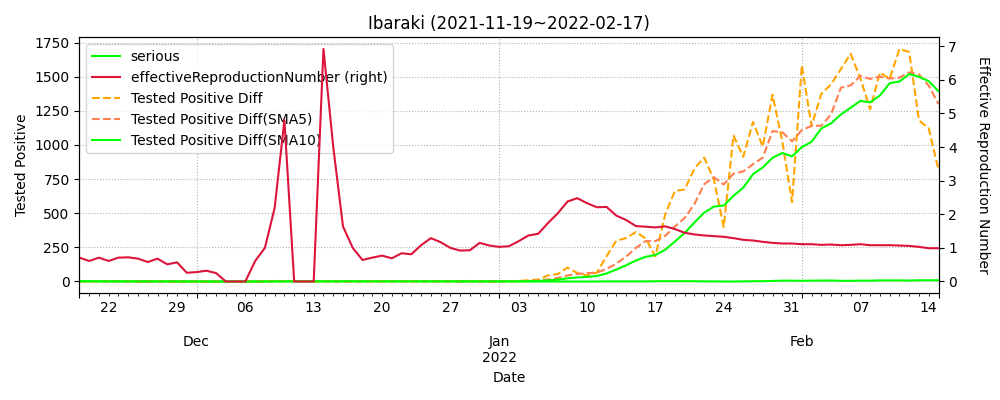 Ibaraki (2021-11-19~2022-02-17)
serious
effectiveReproductionNumber (right)
Tested Positive Diff
Tested Positive Diff(SMA5)
Tested Positive Diff(SMA10)
Tested Positive
1750
1500
1250
1000
750
500
250
0
7
6
5
4
3
2
1
0
Effective Reproduction Number
22 29 06 13 20 27 03 10 17 24 31 07 14
Dec Jan Feb
2022
Date